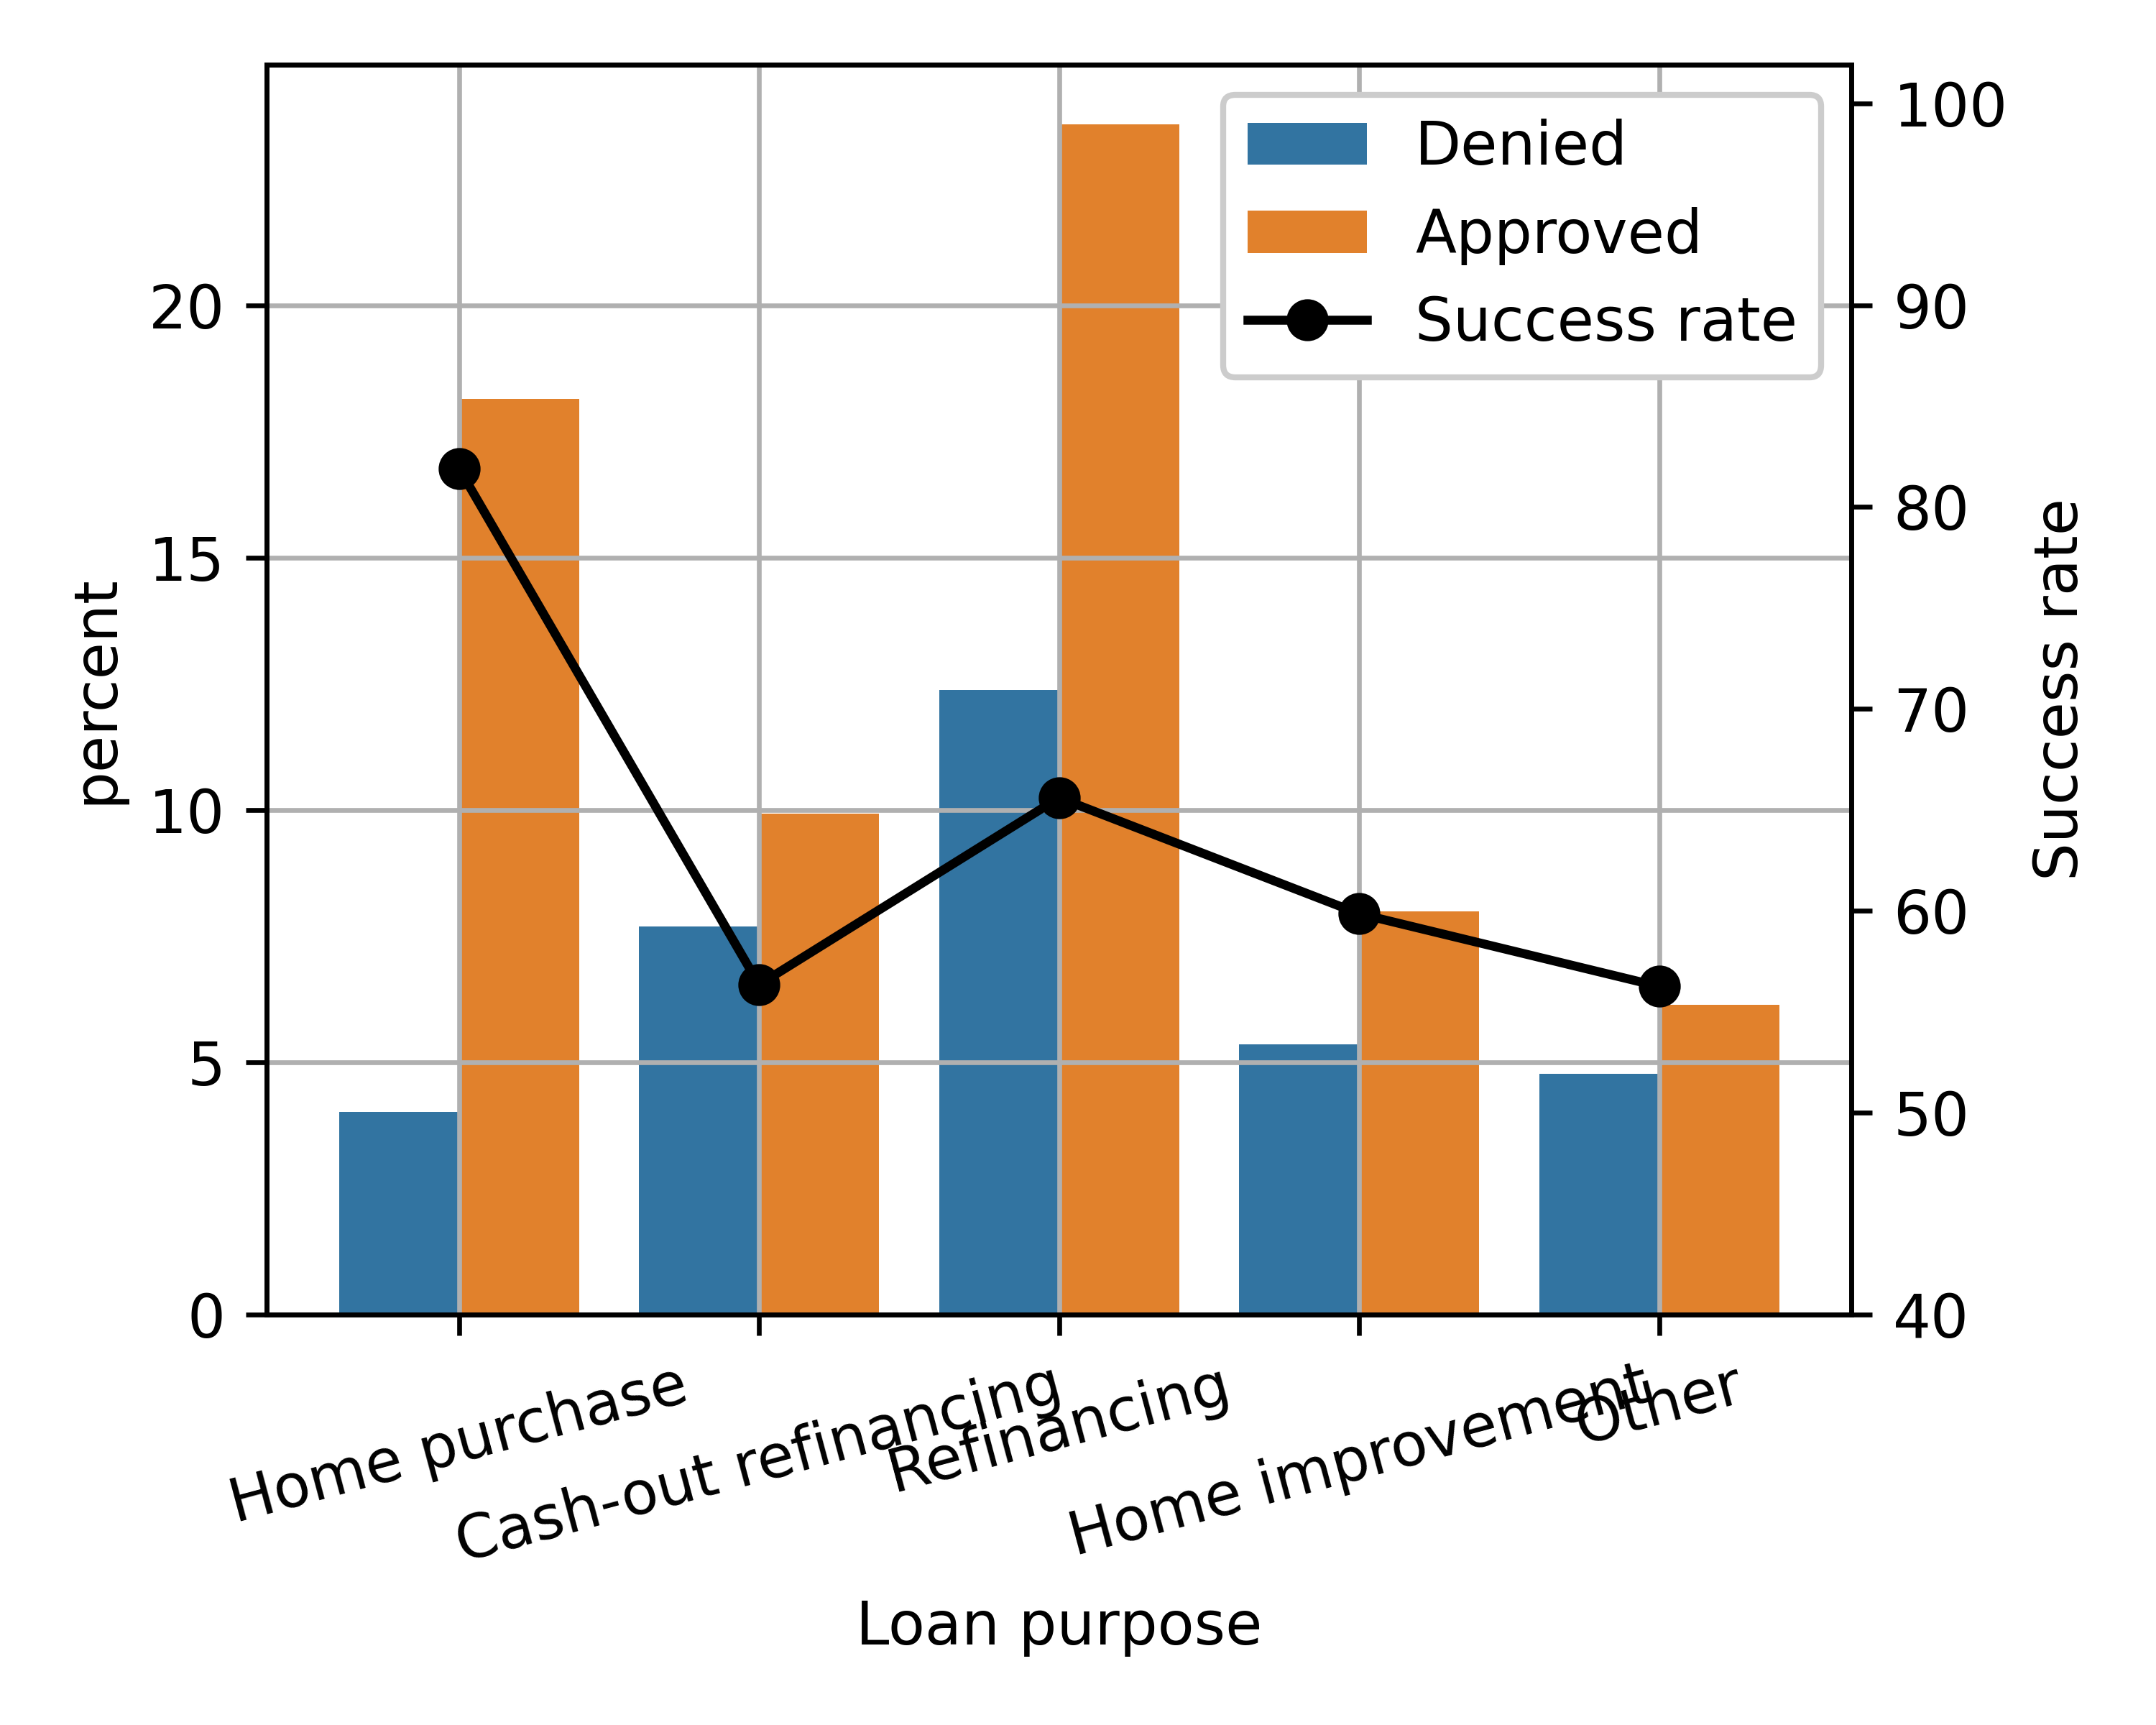 Denied
Approved
Success rate
percent
20
15
10
5
0
100
90
80
70
60
50
40
Success rate
Home purchase
Cash-out refinancing
Refinancing
Home improvement
Other
Loan purpose